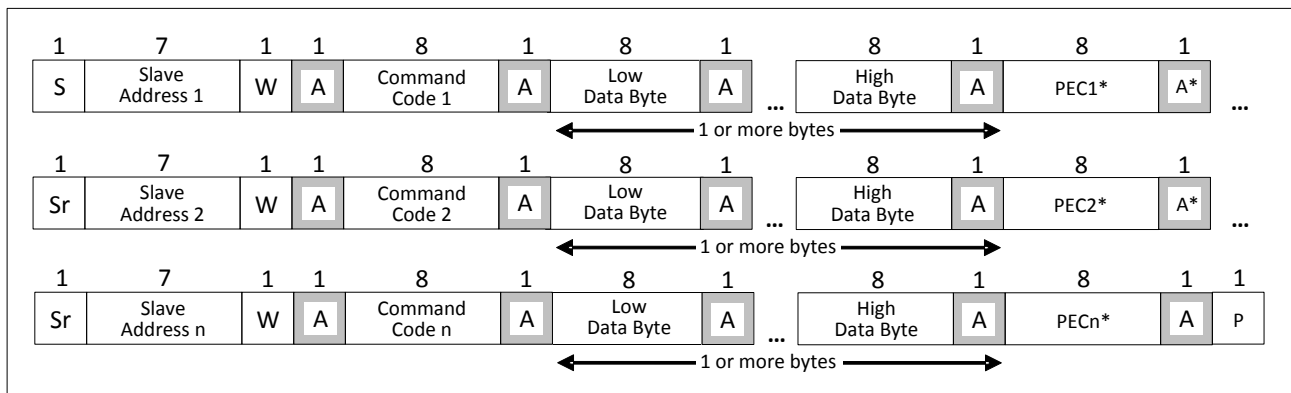 1 7 1 1 8 1 8 1 8 1 8 1
S Slave Address 1 W A Command Code 1 A Low Data Byte A ... High Data Byte A PEC1* A* ...
1 or more bytes
1 7 1 1 8 1 8 1 8 1 8 1
Sr Slave Address 2 W A Command Code 2 A Low Data Byte A ... High Data Byte A PEC2* A* ...
1 or more bytes
1 7 1 1 8 1 8 1 8 1 8 1 1
Sr Slave Address n W A Command Code n A Low Data Byte A ... High Data Byte A PECn* A P
1 or more bytes